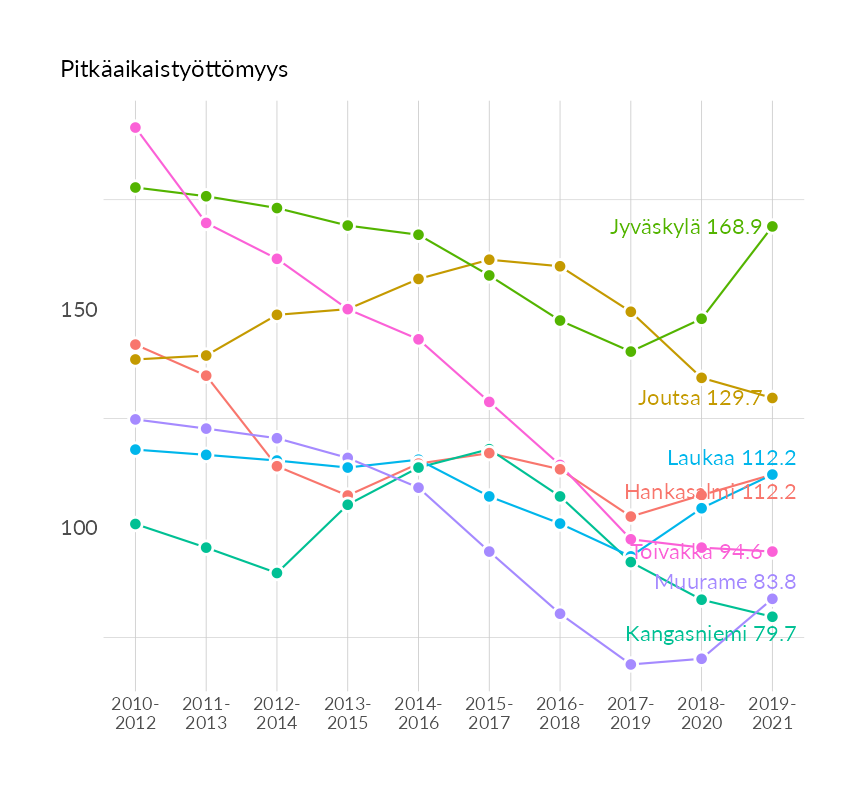 Pitkäaikaistyöttömyys
Jyväskylä 168.9
150
Joutsa 129.7
Laukaa 112.2
Hankasalmi 112.2
100
Toivakka 94.6
Muurame 83.8
Kangasniemi 79.7
2010- 2011- 2012- 2013- 2014- 2015- 2016- 2017- 2018- 2019-
2012 2013 2014 2015 2016 2017 2018 2019 2020 2021